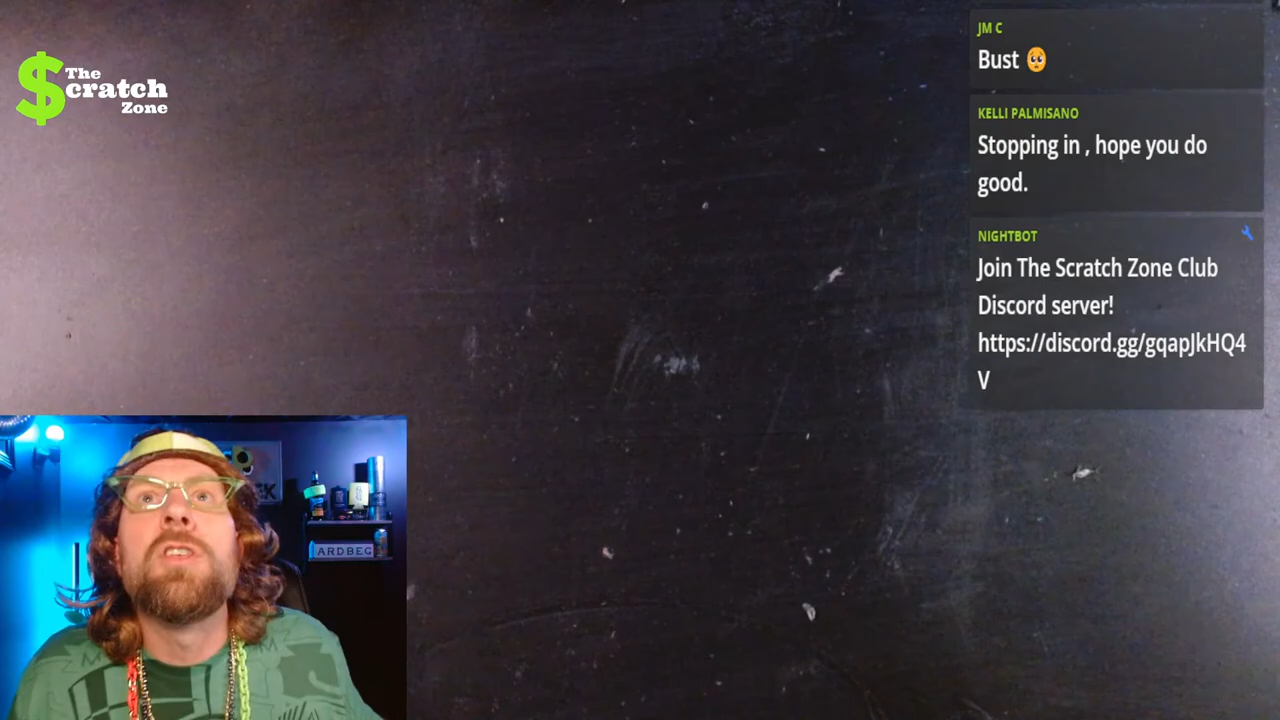 $
The
cratch
Zone
JM C
Bust 🥺
KELLI PALMISANO
Stopping in , hope you do
good.
NIGHTBOT
Join The Scratch Zone Club
Discord server!
https://discord.gg/gqapJkHQ4
V
ARDBEG